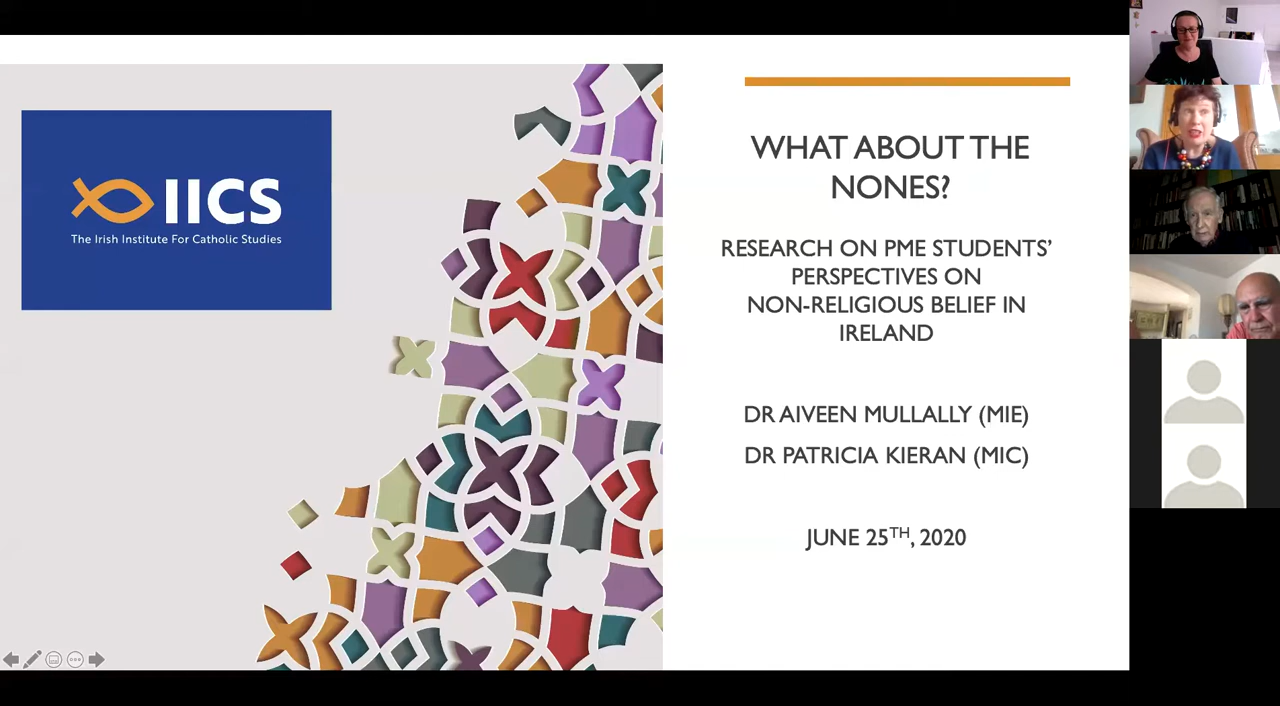 IICS
The Irish Institute For Catholic Studies
WHAT ABOUT THE
NONES?
RESEARCH ON PME STUDENTS’
PERSPECTIVES ON
NON-RELIGIOUS BELIEF IN
IRELAND
DR AIVEEN MULLALLY (MIE)
DR PATRICIA KIERAN (MIC)
JUNE 25TH, 2020